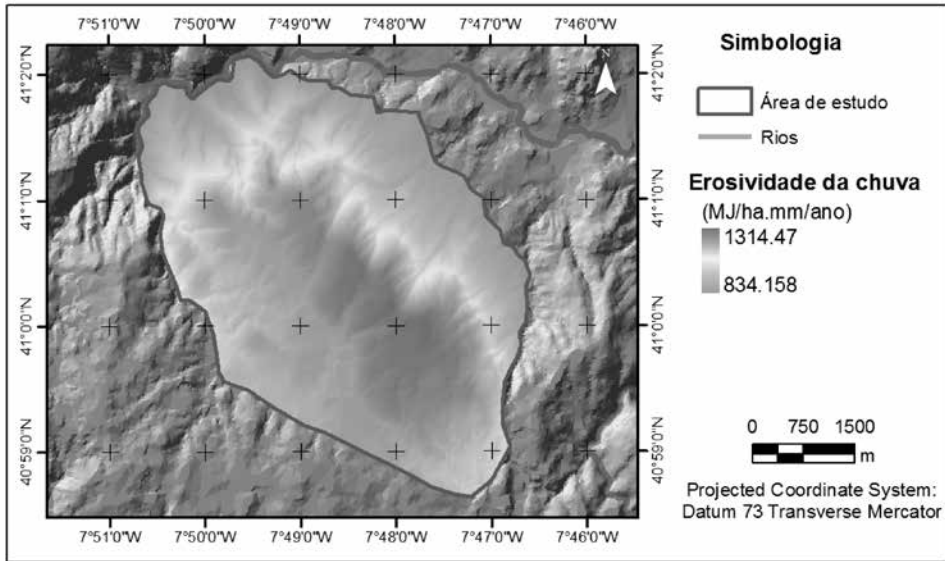 7°51'0"W 7°50'0"W 7°49'0"W 7°48'0"W 7°47'0"W 7°46'0"W
41°2'0"N 41°2'0"N
41°1'0"N 41°1'0"N
41°0'0"N 41°0'0"N
40°59'0"N 40°59'0"N
7°51'0"W 7°50'0"W 7°49'0"W 7°48'0"W 7°47'0"W 7°46'0"W
N
Simbologia
Área de estudo
Rios
Erosividade da chuva
(MJ/ha.mm/ano)
1314.47
834.158
0 750 1500
m
Projected Coordinate System:
Datum 73 Transverse Mercator